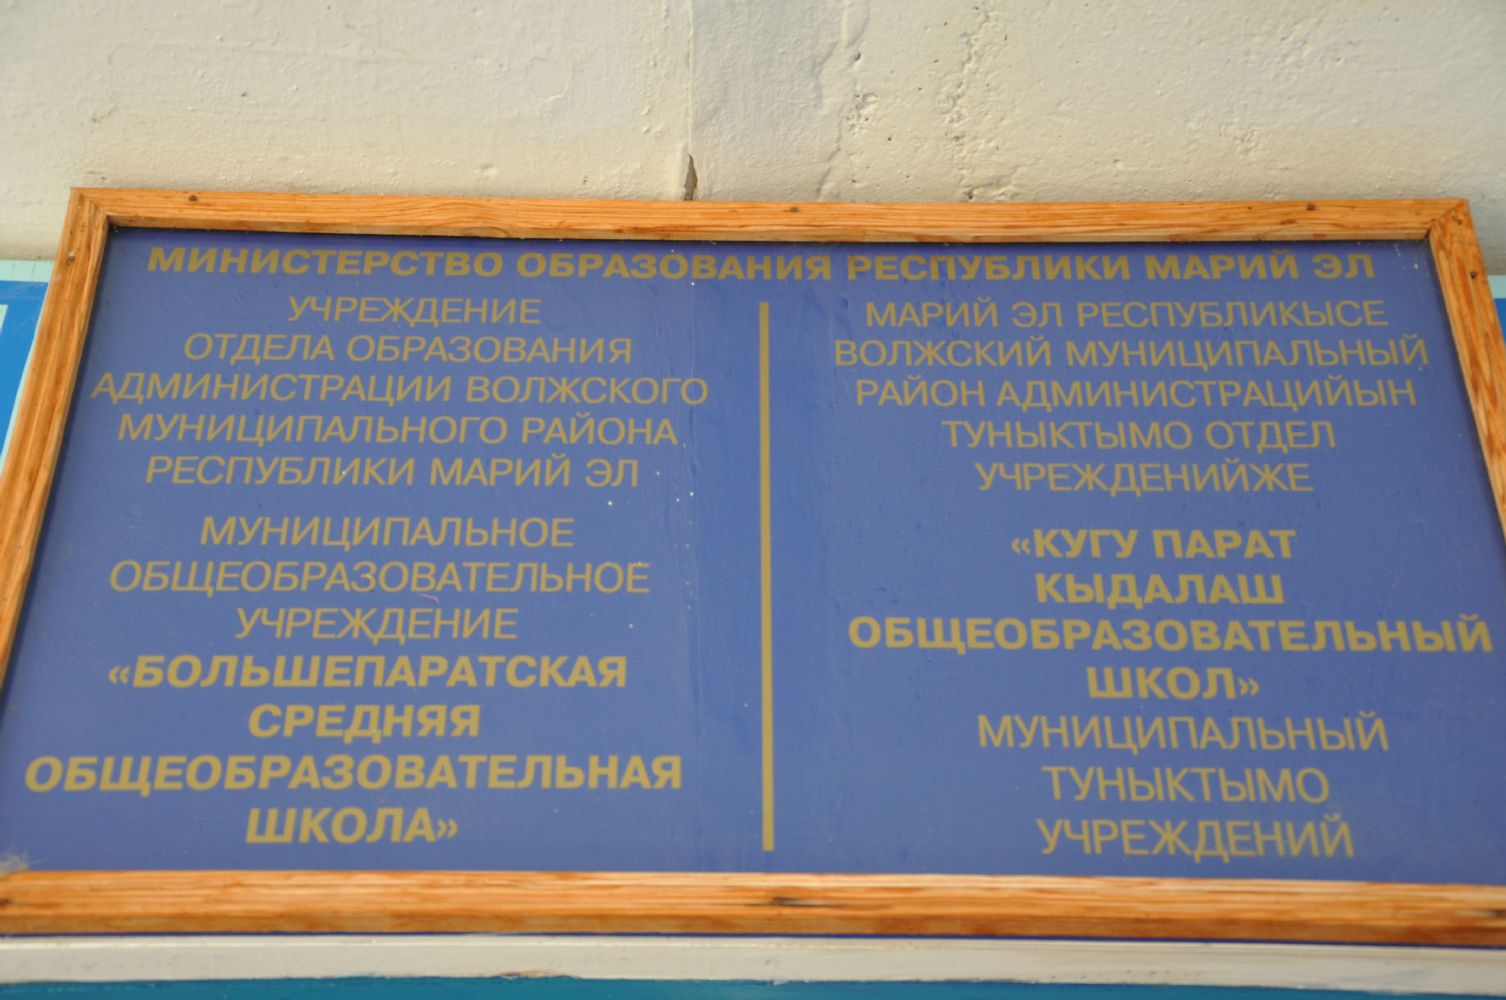 МИНИСТЕРСТВО ОБРАЗОВАНИЯ РЕСПУБЛИКИ МАРИЙ ЭЛ
УЧРЕЖДЕНИЕ
ОТДЕЛА ОБРАЗОВАНИЯ
АДМИНИСТРАЦИИ ВОЛЖСКОГО
МУНИЦИПАЛЬНОГО РАЙОНА
РЕСПУБЛИКИ МАРИЙ ЭЛ
МУНИЦИПАЛЬНОЕ
ОБЩЕОБРАЗОВАТЕЛЬНОЕ
УЧРЕЖДЕНИЕ
«БОЛЬШЕПАРАТСКАЯ
СРЕДНЯЯ
ОБЩЕОБРАЗОВАТЕЛЬНАЯ
ШКОЛА»
МАРИЙ ЭЛ РЕСПУБЛИКЫСЕ
ВОЛЖСКИЙ МУНИЦИПАЛЬНЫЙ
РАЙОН АДМИНИСТРАЦИЙЫН
ТУНЫКТЫМО ОТДЕЛ
УЧРЕЖДЕНИЙЖЕ
«КУГУ ПАРАТ
КЫДАЛАШ
ОБЩЕОБРАЗОВАТЕЛЬНЫЙ
ШКОЛ»
МУНИЦИПАЛЬНЫЙ
ТУНЫКТЫМО
УЧРЕЖДЕНИЙ